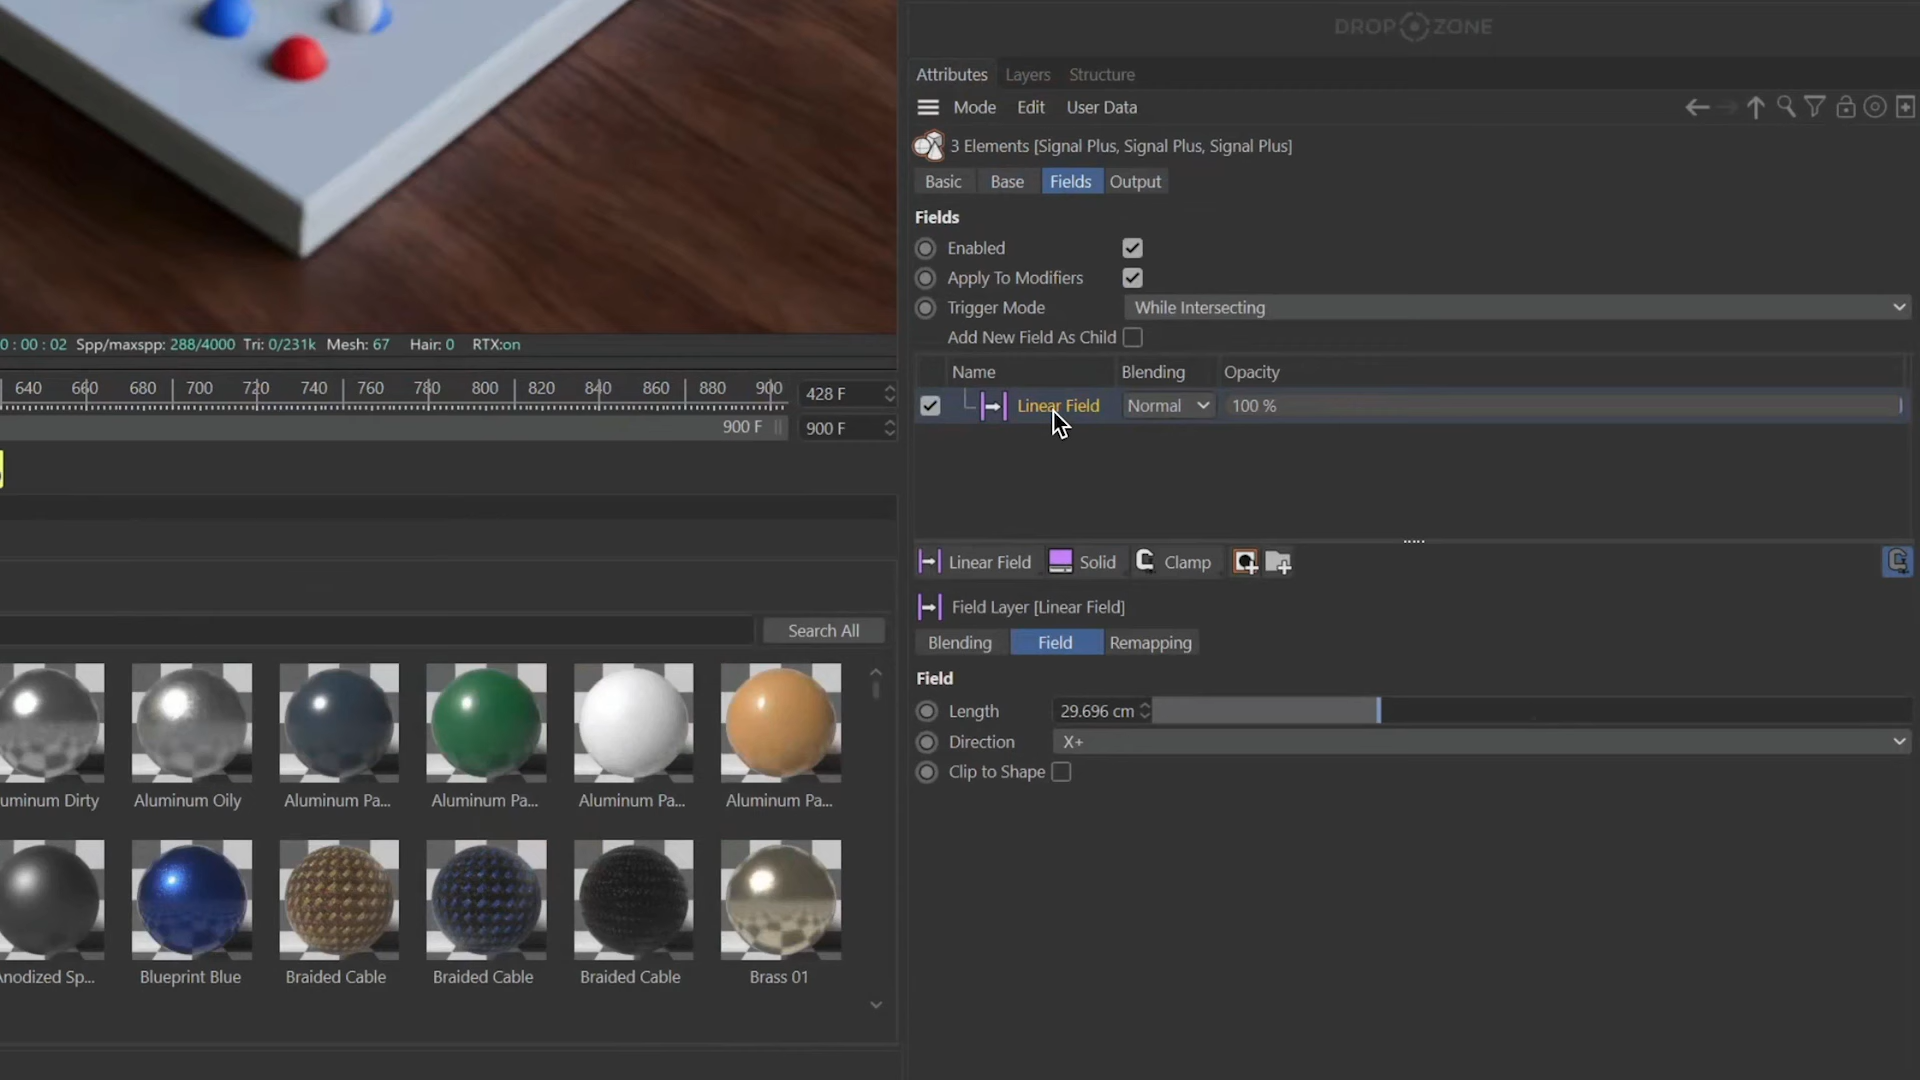 DROP ZONE
Attributes Layers Structure
Mode Edit User Data
3 Elements [Signal Plus, Signal Plus, Signal Plus]
Basic Base Fields Output
Fields
Enabled
Apply To Modifiers
Trigger Mode While Intersecting
Add New Field As Child
Name Blending Opacity
Linear Field Normal 100 %
Linear Field Solid Clamp
Field Layer [Linear Field]
Blending Field Remapping
Field
Length 29.696 cm
Direction X+
Clip to Shape
0 : 00 : 02 Spp/maxspp: 288/4000 Tri: 0/231k Mesh: 67 Hair: 0 RTX:on
640 660 680 700 720 740 760 780 800 820 840 860 880 900 428 F
900 F 900 F
Search All
uminum Dirty Aluminum Oily Aluminum Pa... Aluminum Pa... Aluminum Pa... Aluminum Pa...
Anodized Sp... Blueprint Blue Braided Cable Braided Cable Braided Cable Brass 01